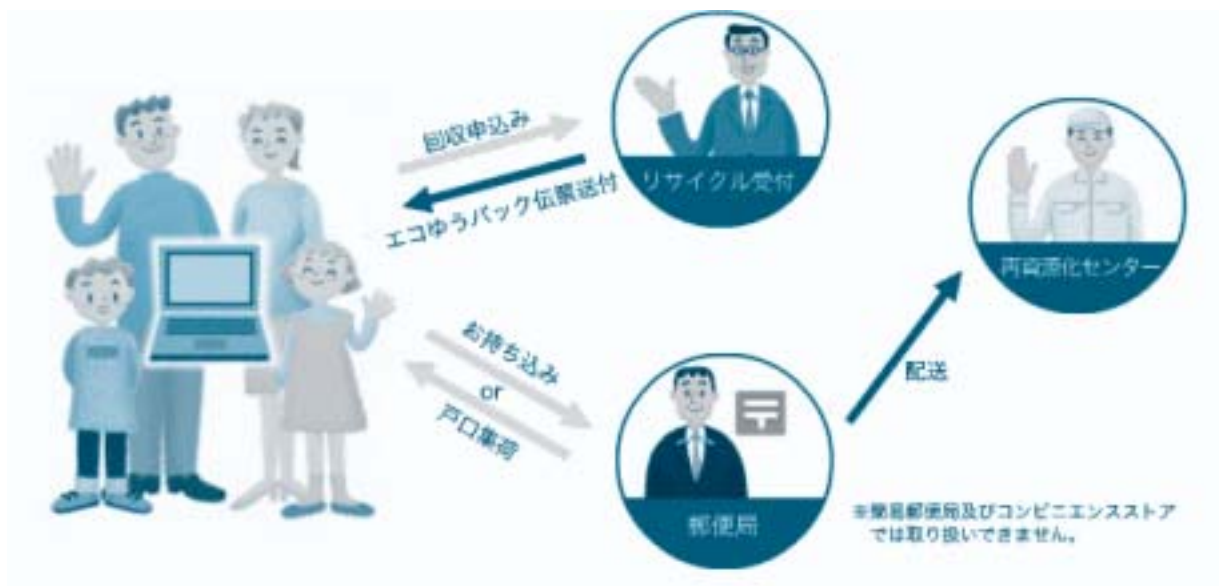 回収申込み
エコゆうパック伝票送付
リサイクル受付
再資源化センター
お持ち込み
or
戸口集荷
郵便局
配送
※簡易郵便局及びコンビニエンスストア
では取り扱いできません。